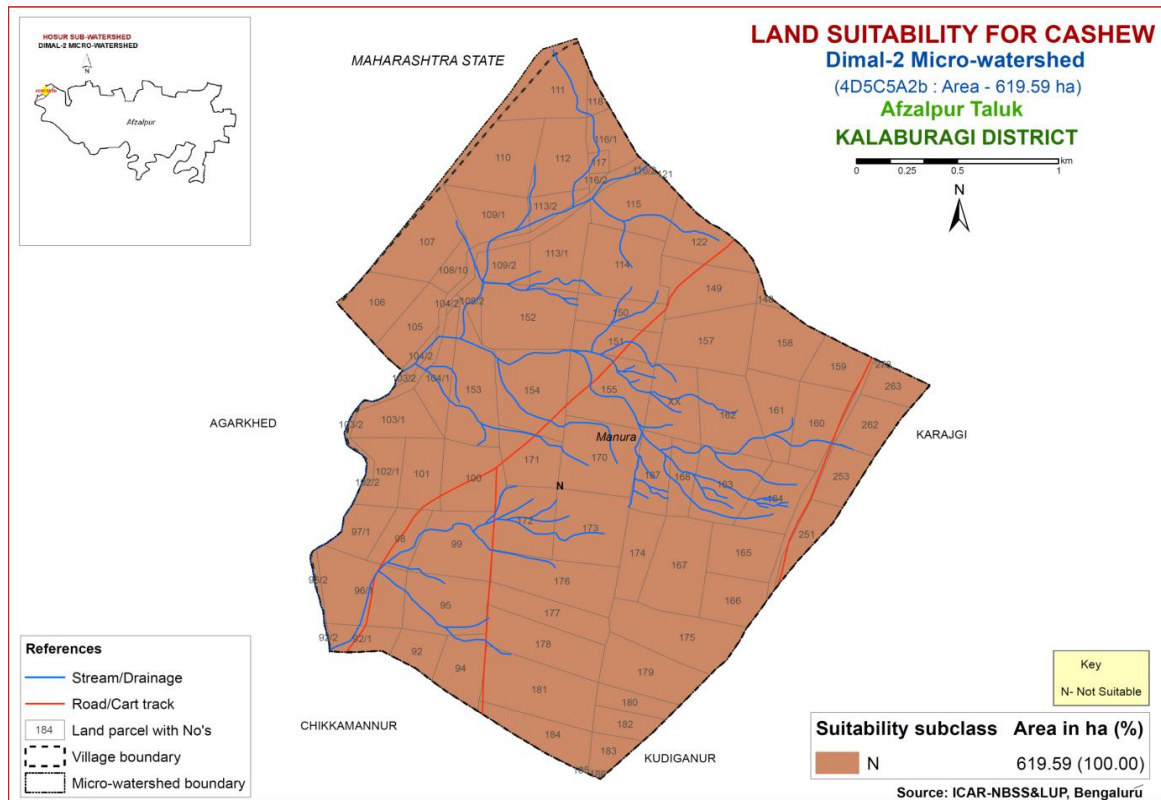 HOSUR SUB-WATERSHED
DIMAL-2 MICRO-WATERSHED
N
Afzalpur
LAND SUITABILITY FOR CASHEW
Dimal-2 Micro-watershed
(4D5C5A2b : Area - 619.59 ha)
Afzalpur Taluk
KALABURAGI DISTRICT
km
0 0.25 0.5 1
N
MAHARASHTRA STATE
111
118
116/1
110
112
117
116/2
121
113/2
115
109/1
107
122
113/1
109/2
108/10
114
149
106
104/2
148
152
150
105
151
157
158
104/2
159
103/2
104/1
153
154
155
263
XX
162
161
AGARKHED
103/2
103/1
160
262
KARAJGI
Manura
171
170
102/1
101
100
167
168
253
102/2
163
164
N
172
173
97/1
98
99
251
174
167
165
96/1
176
95
166
177
92/2
92/1
178
175
92
94
179
181
180
CHIKKAMANNUR
182
184
183
KUDIGANUR
References
Stream/Drainage
Road/Cart track
184 Land parcel with No's
Village boundary
Micro-watershed boundary
Key
N- Not Suitable
Suitability subclass Area in ha (%)
N 619.59 (100.00)
Source: ICAR-NBSS&LUP, Bengaluru